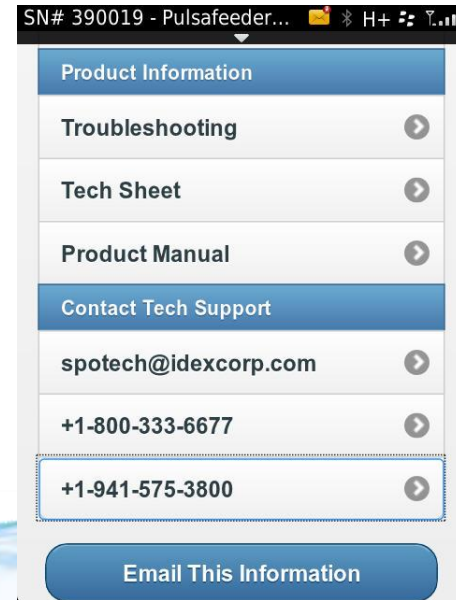 SN# 390019 - Pulsafeeder... H+
Product Information
Troubleshooting
Tech Sheet
Product Manual
Contact Tech Support
spotech@idexcorp.com
+1-800-333-6677
+1-941-575-3800
Email This Information